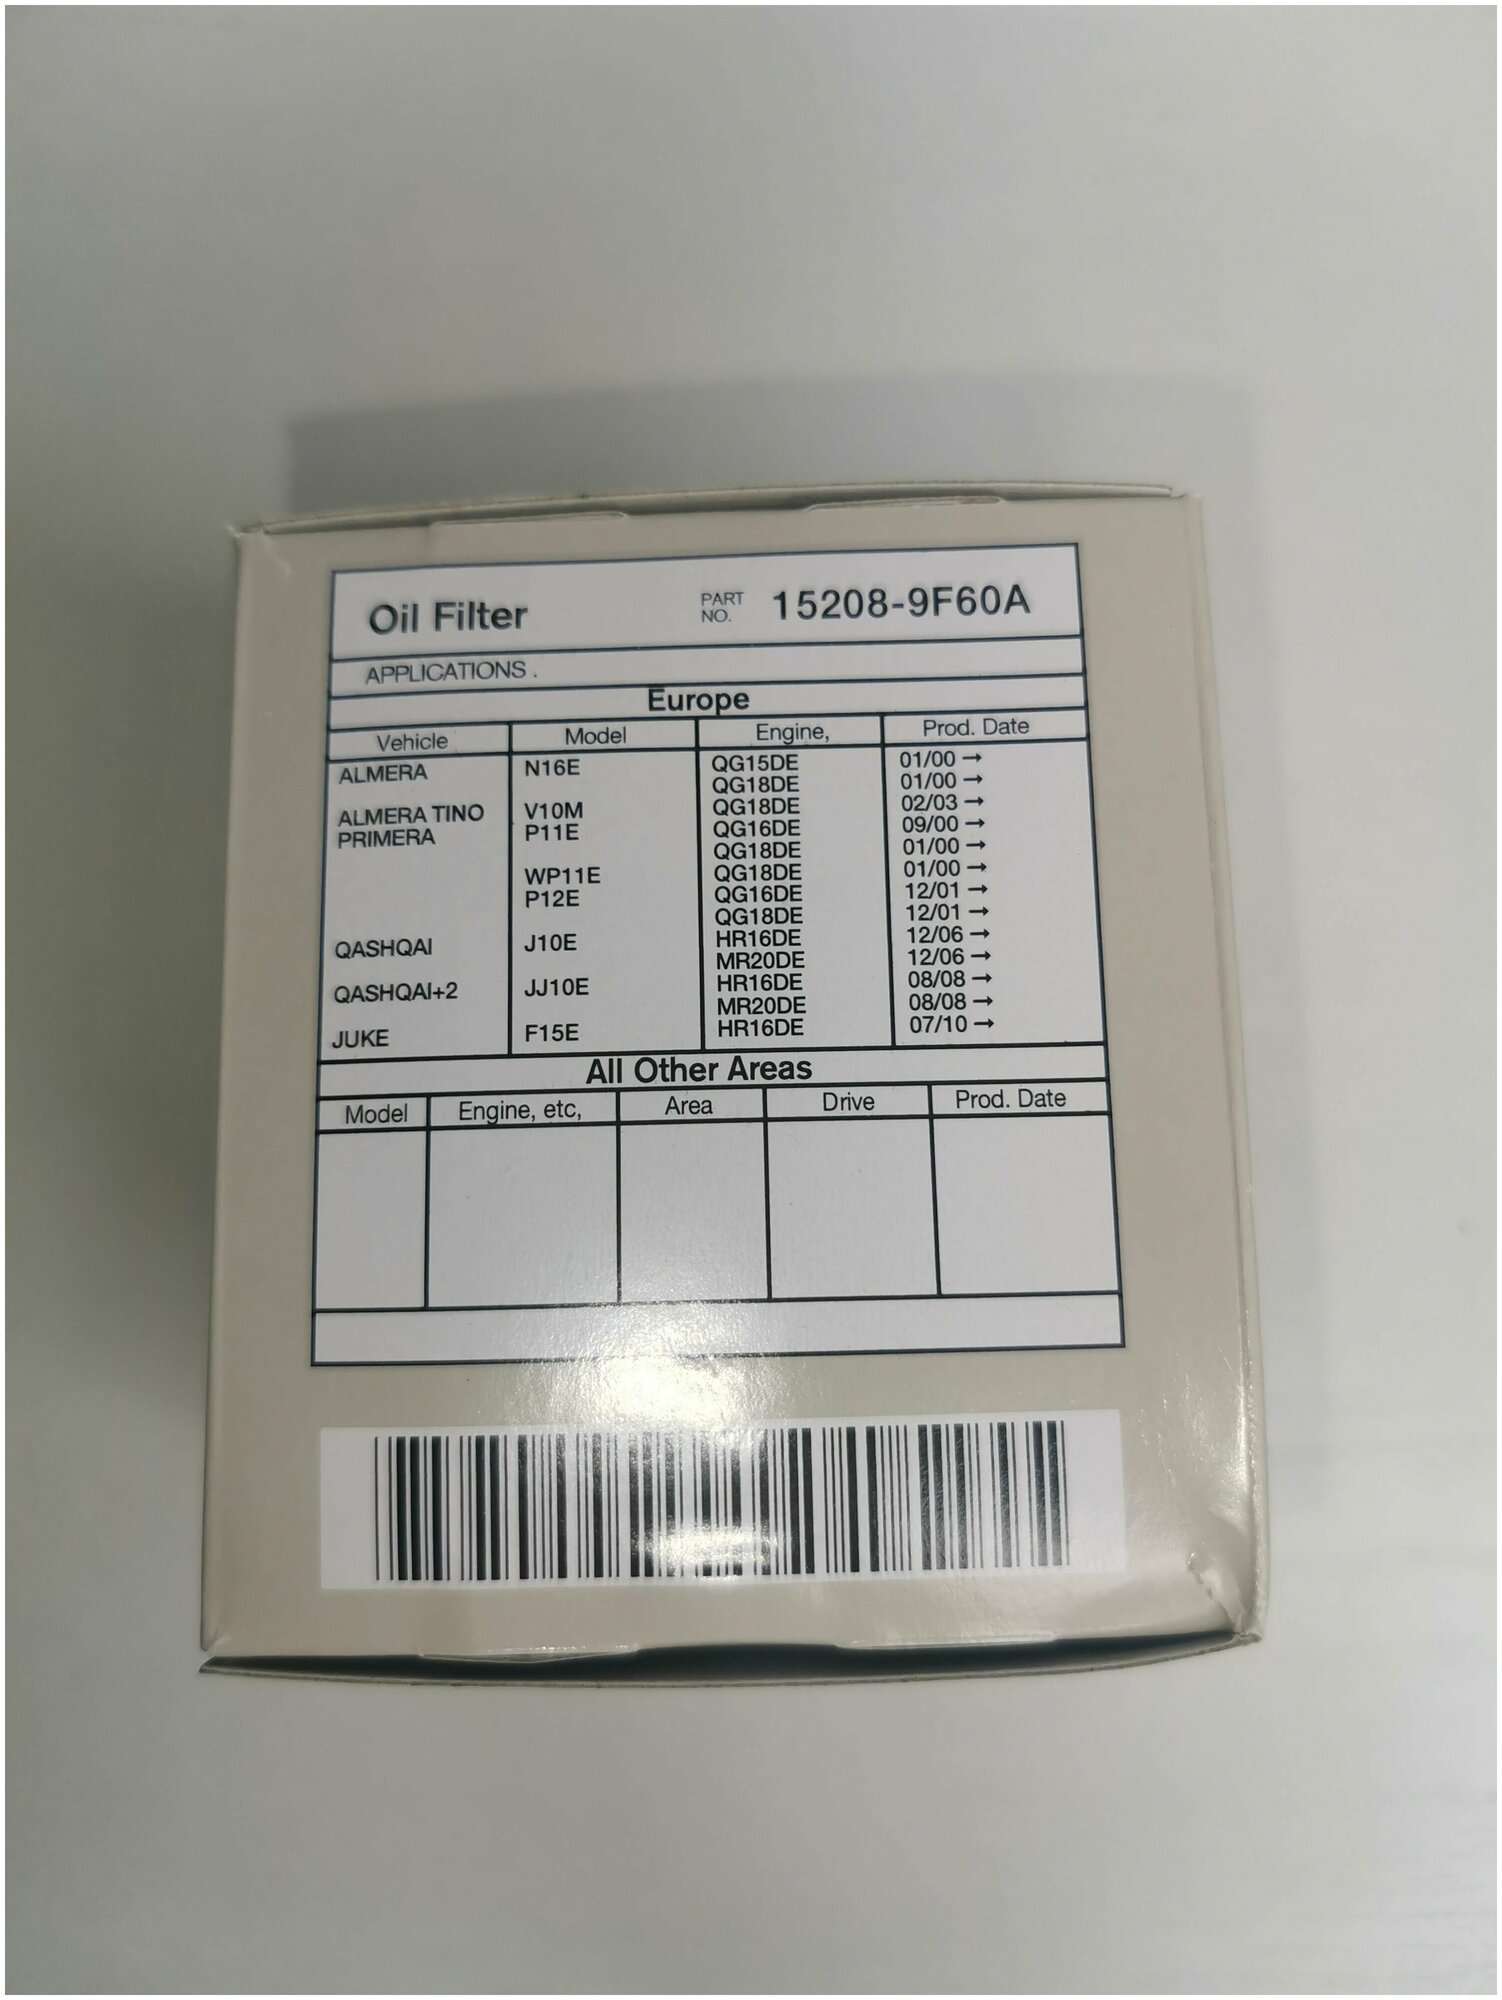 Oil Filter PART NO. 15208-9F60A
APPLICATIONS .
Europe
Vehicle Model Engine, Prod. Date
ALMERA N16E QG15DE 01/00 →
QG18DE 01/00 →
ALMERA TINO V10M QG18DE 02/03 →
PRIMERA P11E QG16DE 09/00 →
QG18DE 01/00 →
WP11E QG18DE 01/00 →
P12E QG16DE 12/01 →
QG18DE 12/01 →
QASHQAI J10E HR16DE 12/06 →
MR20DE 12/06 →
QASHQAI+2 JJ10E HR16DE 08/08 →
MR20DE 08/08 →
JUKE F15E HR16DE 07/10 →
All Other Areas
Model Engine, etc, Area Drive Prod. Date